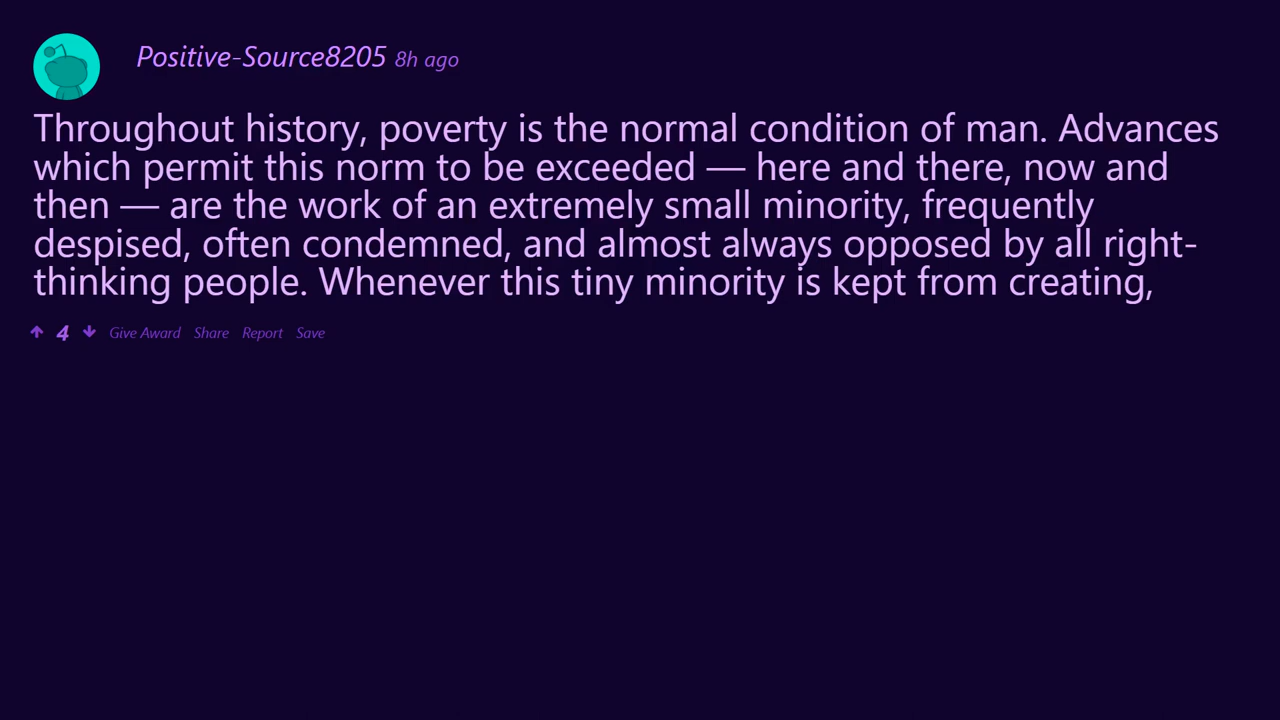 Positive-Source8205 8h ago
Throughout history, poverty is the normal condition of man. Advances
which permit this norm to be exceeded — here and there, now and
then — are the work of an extremely small minority, frequently
despised, often condemned, and almost always opposed by all right-
thinking people. Whenever this tiny minority is kept from creating,
4 Give Award Share Report Save